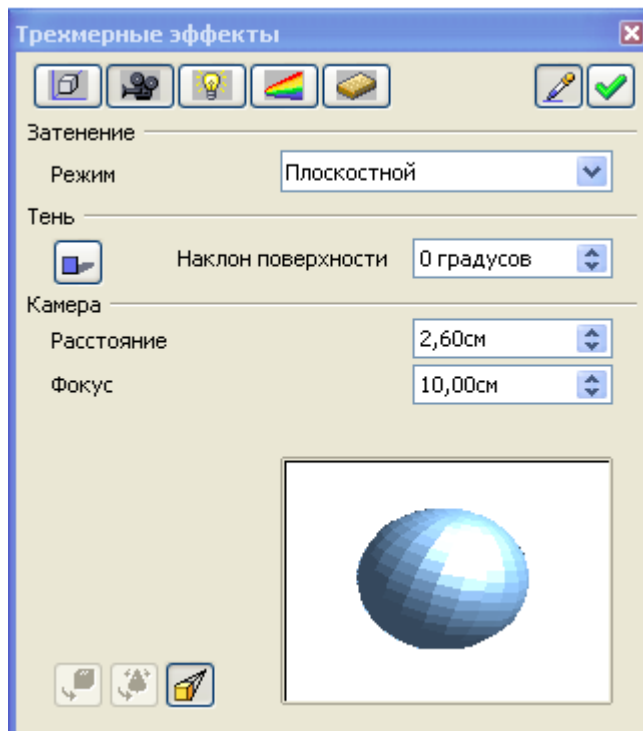 Трехмерные эффекты
Затенение
Режим Плоскостной
Тень
Наклон поверхности 0 градусов
Камера
Расстояние 2,60см
Фокус 10,00см